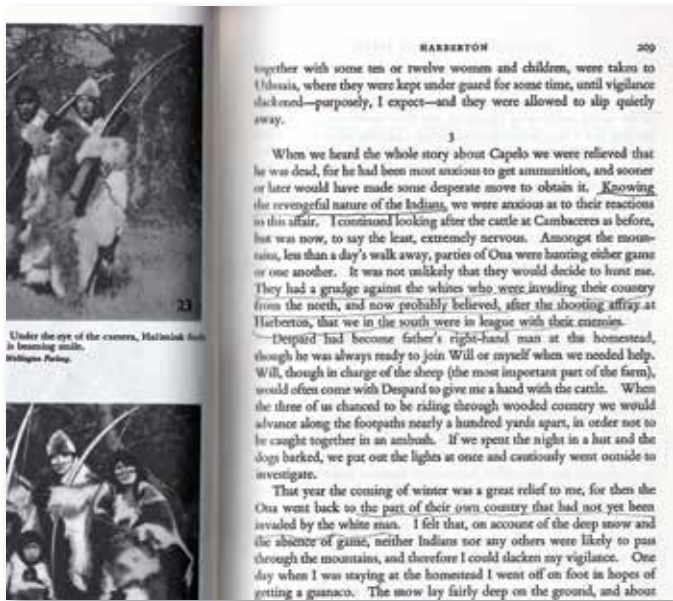 23
Under the eye of the camera, Halimink
is beaming smile.
HARBERTON 209
together with some ten or twelve women and children, were taken to
Ushuaia, where they were kept under guard for some time, until vigilance
slackened—purposely, I expect—and they were allowed to slip quietly
away.
3
When we heard the whole story about Capelo we were relieved that
he was dead, for he had been most anxious to get ammunition, and sooner
or later would have made some desperate move to obtain it. Knowing
the revengeful nature of the Indians, we were anxious as to their reactions
to this affair. I continued looking after the cattle at Cambaceres as before,
but was now, to say the least, extremely nervous. Amongst the moun-
tains, less than a day's walk away, parties of Ona were hunting either game
or one another. It was not unlikely that they would decide to hunt me.
They had a grudge against the whites who were invading their country
from the north, and now probably believed, after the shooting affray at
Harberton, that we in the south were in league with their enemies.
Despard had become father's right-hand man at the homestead,
though he was always ready to join Will or myself when we needed help.
Will, though in charge of the sheep (the most important part of the farm),
would often come with Despard to give me a hand with the cattle. When
the three of us chanced to be riding through wooded country we would
advance along the footpaths nearly a hundred yards apart, in order not to
be caught together in an ambush. If we spent the night in a hut and the
dogs barked, we put out the lights at once and cautiously went outside to
investigate.
That year the coming of winter was a great relief to me, for then the
Ona went back to the part of their own country that had not yet been
invaded by the white man. I felt that, on account of the deep snow and
the absence of game, neither Indians nor any others were likely to pass
through the mountains, and therefore I could slacken my vigilance. One
day when I was staying at the homestead I went off on foot in hopes of
getting a guanaco. The snow lay fairly deep on the ground, and about